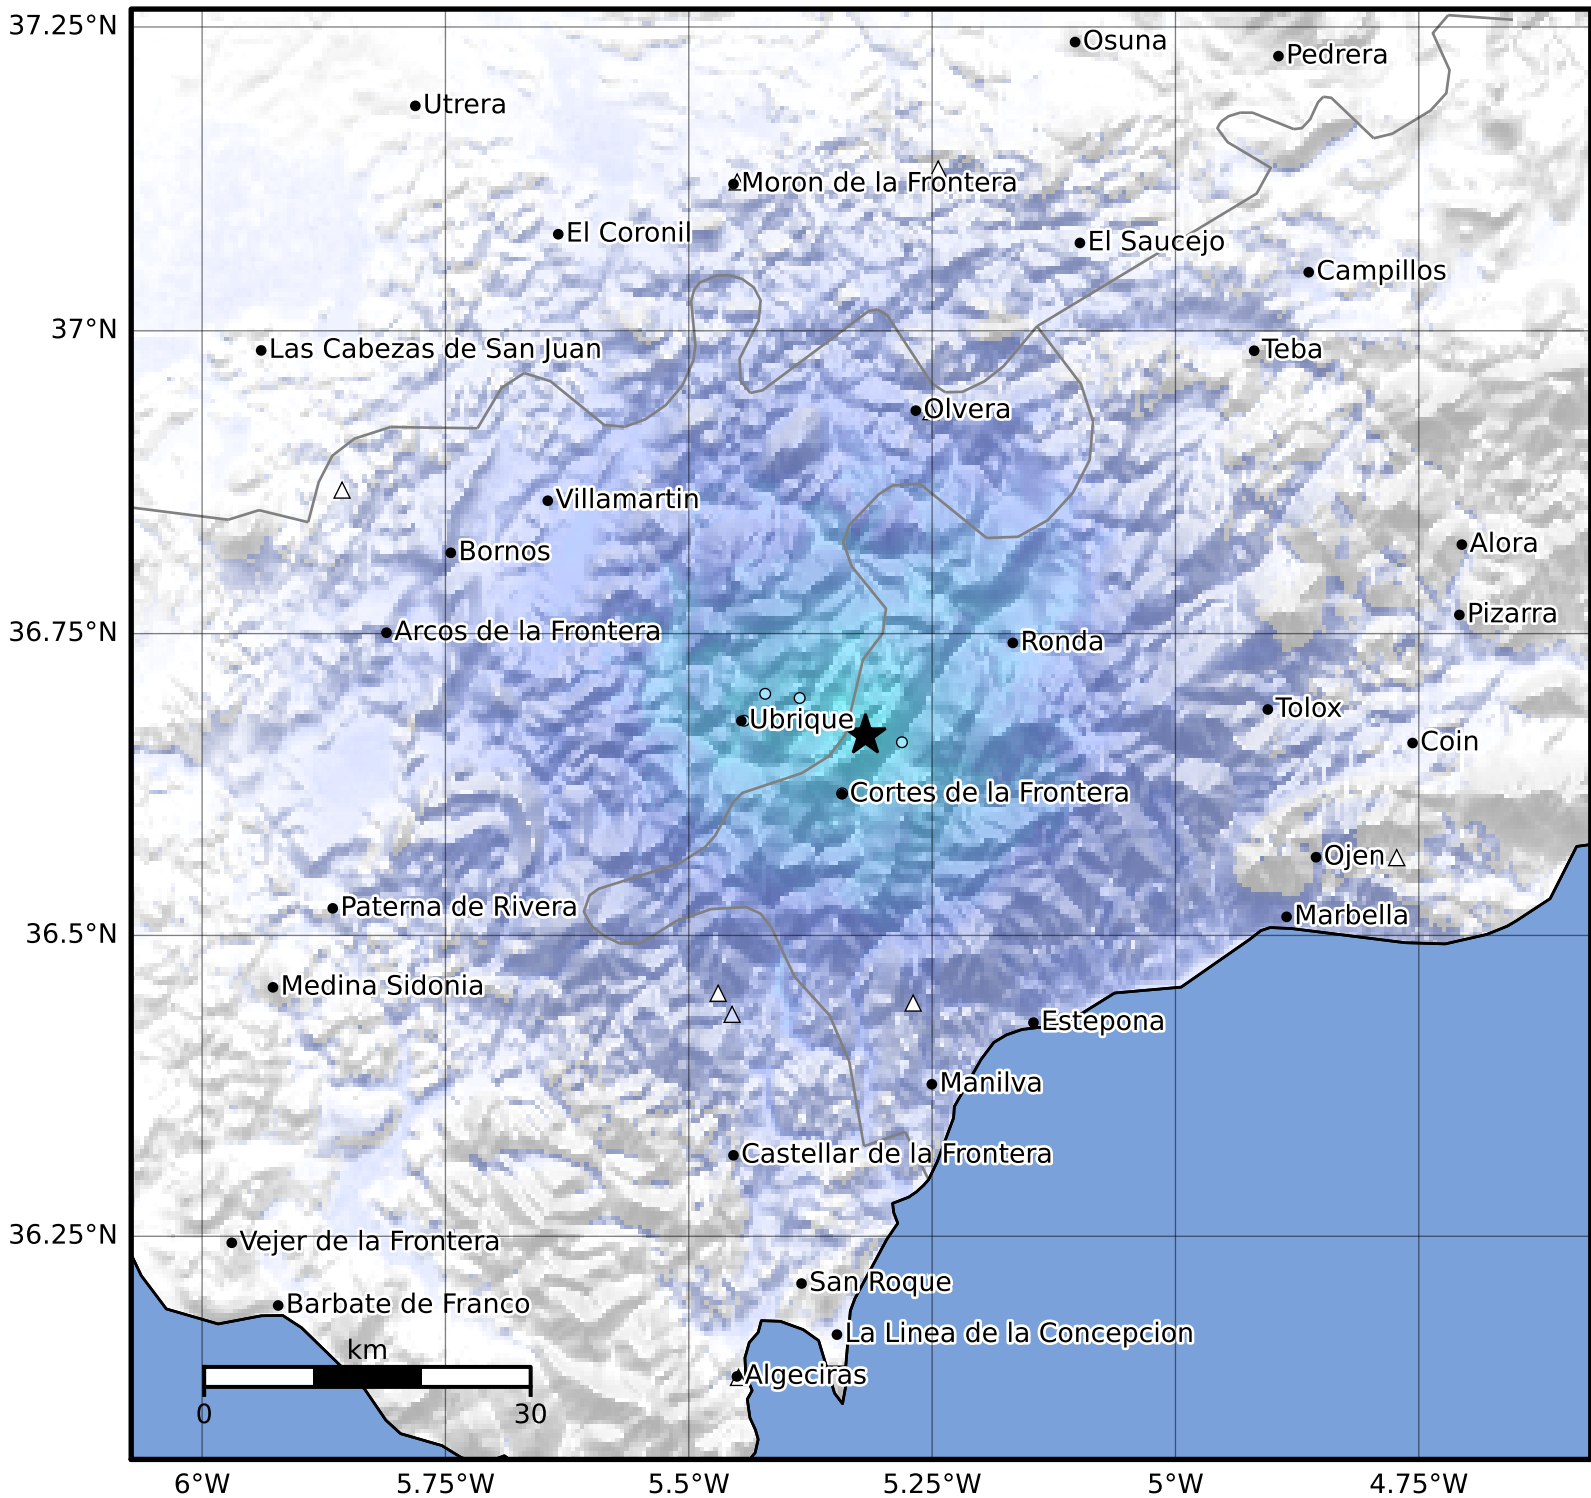 37.25°N
Osuna
Pedrera
Utrera
Moron de la Frontera
El Coronil
El Saucejo
Campillos
37°N
Las Cabezas de San Juan
Teba
Olvera
Villamartin
Bornos
Alora
Pizarra
36.75°N
Arcos de la Frontera
Ronda
Tolox
Ubrique
Coin
Cortes de la Frontera
Ojen
Paterna de Rivera
Marbella
36.5°N
Medina Sidonia
Estepona
Manilva
Castellar de la Frontera
36.25°N
Vejer de la Frontera
San Roque
Barbate de Franco
La Linea de la Concepcion
km
Algeciras
0 30
6°W 5.75°W 5.5°W 5.25°W 5°W 4.75°W